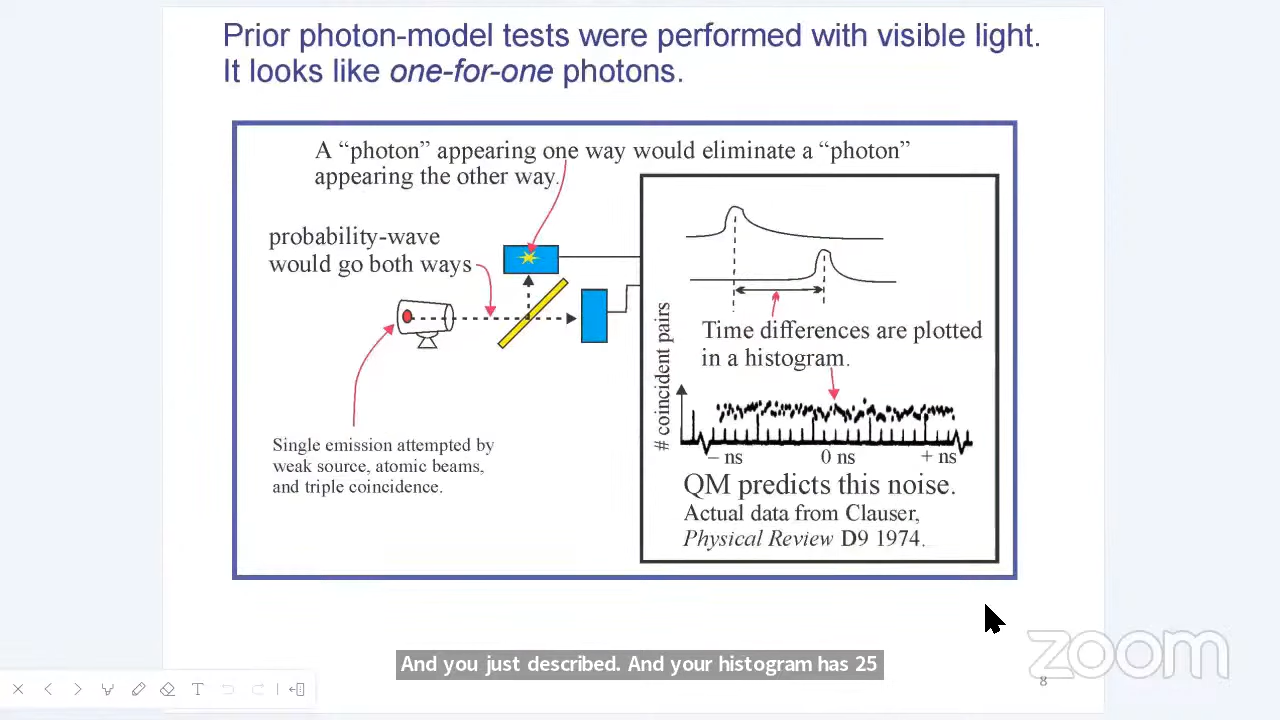 Prior photon-model tests were performed with visible light.
It looks like one-for-one photons.
A “photon” appearing one way would eliminate a “photon”
appearing the other way.
probability-wave
would go both ways
Single emission attempted by
weak source, atomic beams,
and triple coincidence.
Time differences are plotted
in a histogram.
# coincident pairs
– ns 0 ns + ns
QM predicts this noise.
Actual data from Clauser,
Physical Review D9 1974.
And you just described. And your histogram has 25
zoom
8
T